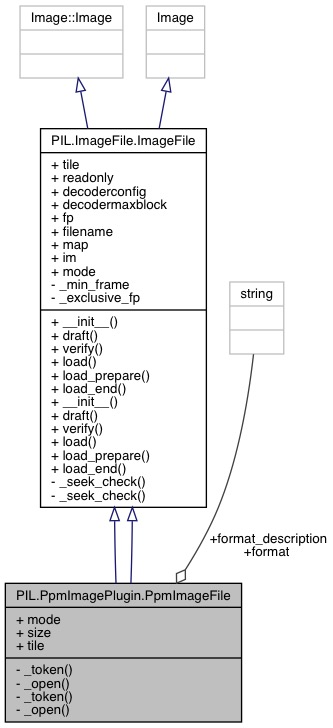 Image::Image
Image
PIL.ImageFile.ImageFile
+ tile
+ readonly
+ decoderconfig
+ decodermaxblock
+ fp
+ filename
+ map
+ im
+ mode
- _min_frame
- _exclusive_fp
+ __init__()
+ draft()
+ verify()
+ load()
+ load_prepare()
+ load_end()
+ __init__()
+ draft()
+ verify()
+ load()
+ load_prepare()
+ load_end()
- _seek_check()
- _seek_check()
string
+format_description
+format
PIL.PpmImagePlugin.PpmImageFile
+ mode
+ size
+ tile
- _token()
- _open()
- _token()
- _open()